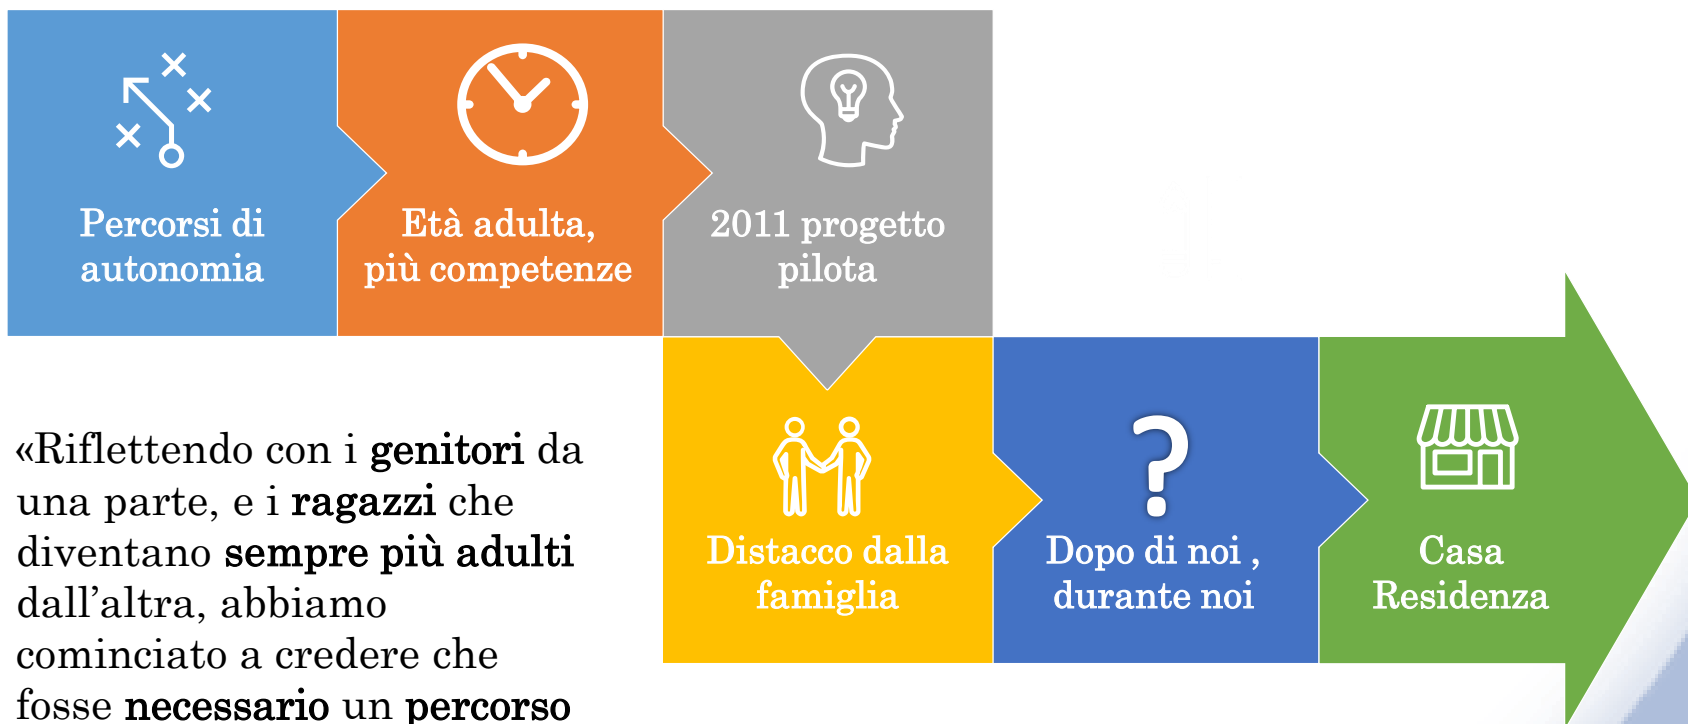 Percorsi di
autonomia
Età adulta,
più competenze
2011 progetto
pilota
Distacco dalla
famiglia
Dopo di noi ,
durante noi
?
Casa
Residenza
«Riflettendo con i genitori da
una parte, e i ragazzi che
diventano sempre più adulti
dall’altra, abbiamo
cominciato a credere che
fosse necessario un percorso